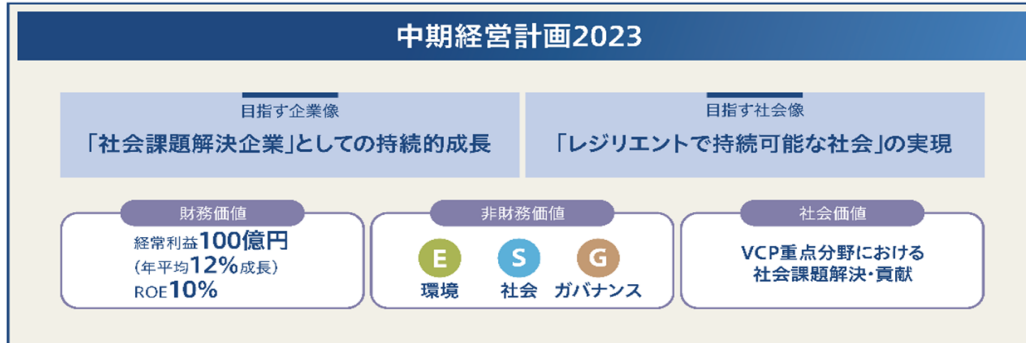 中期経営計画2023
目指す企業像
「社会課題解決企業」としての持続的成長
目指す社会像
「レジリエントで持続可能な社会」の実現
財務価値
経常利益100億円
(年平均12%成長)
ROE10%
非財務価値
E
環境
S
社会
G
ガバナンス
社会価値
VCP重点分野における
社会課題解決・貢献